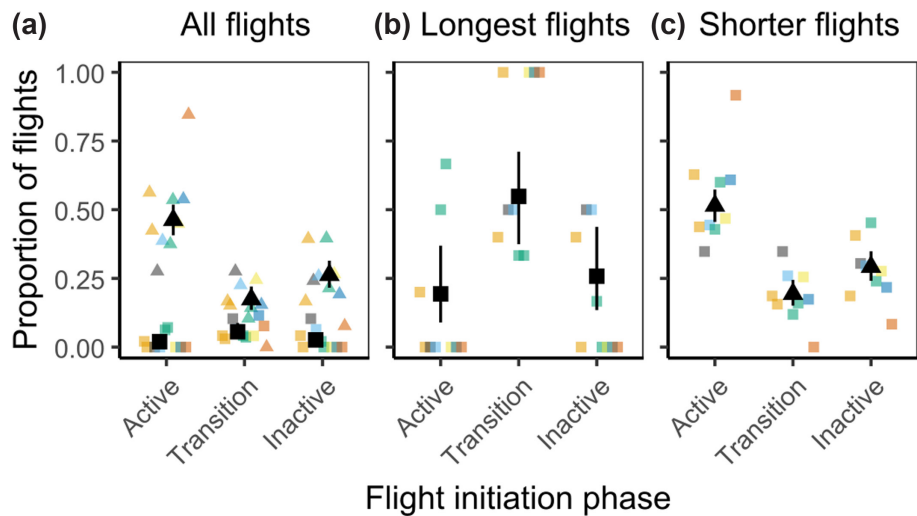 (a) All flights
(b) Longest flights
(c) Shorter flights
Proportion of flights
1.00
0.75
0.50
0.25
0.00
Active
Transition
Inactive
Active
Transition
Inactive
Active
Transition
Inactive
Flight initiation phase